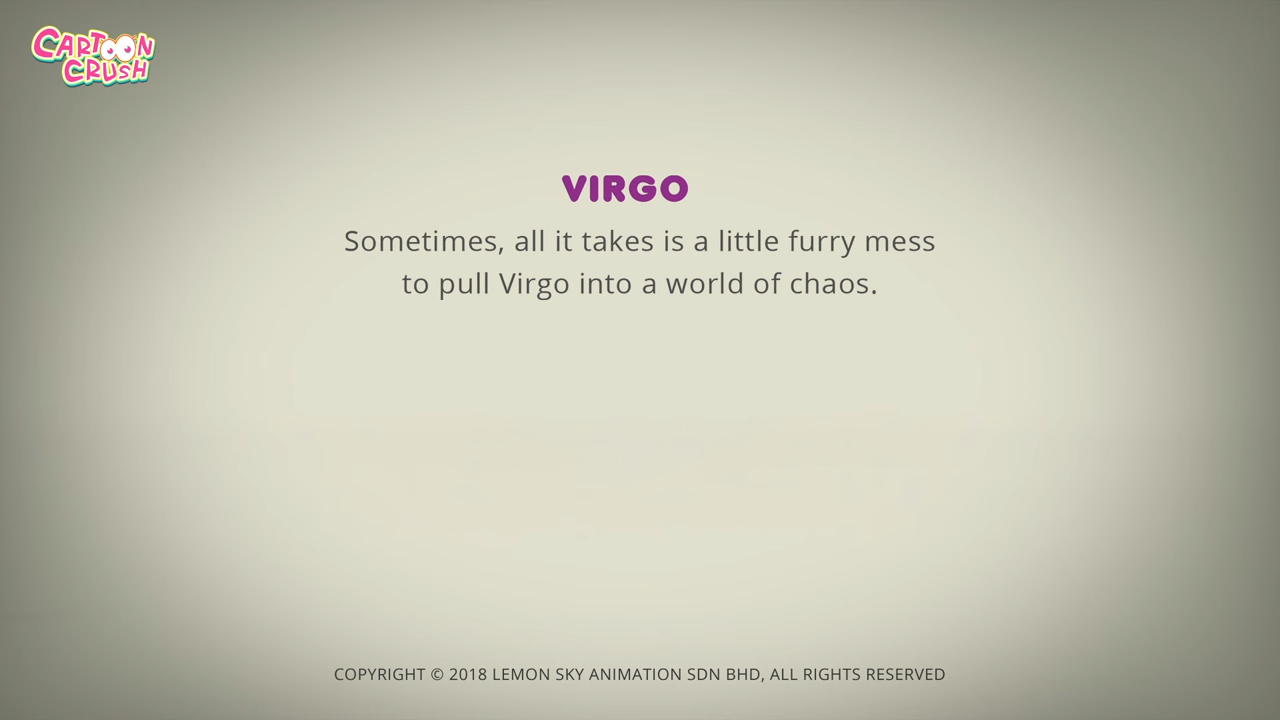 CARTOON
CRUSH
VIRGO
Sometimes, all it takes is a little furry mess
to pull Virgo into a world of chaos.
COPYRIGHT © 2018 LEMON SKY ANIMATION SDN BHD, ALL RIGHTS RESERVED